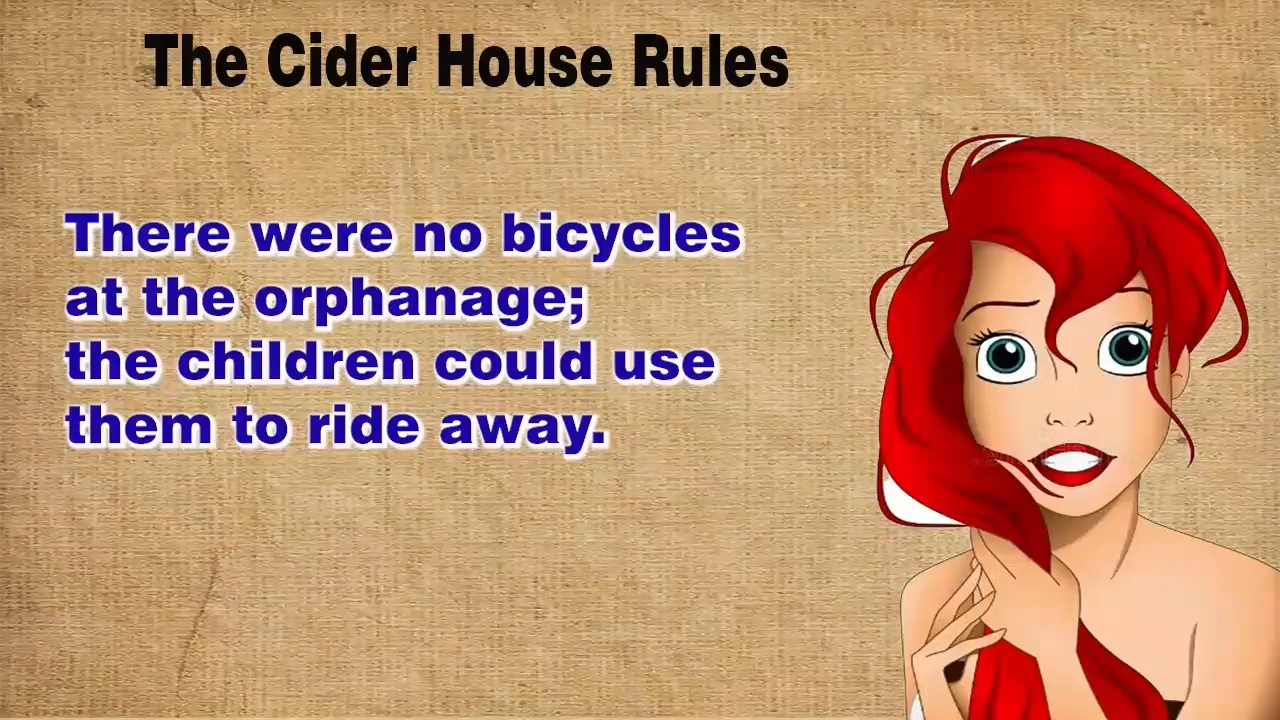 The Cider House Rules
There were no bicycles
at the orphanage;
the children could use
them to ride away.